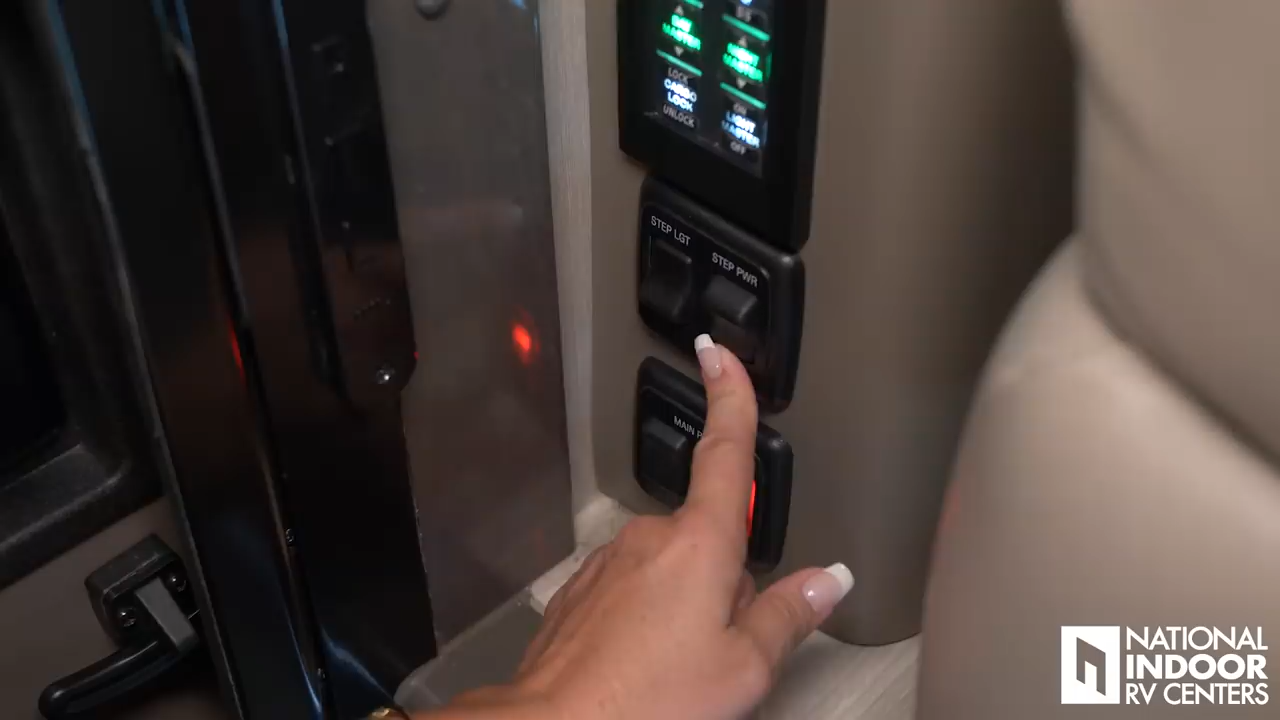 DAY
MASTER
LOCK
CARGO
LOCK
UNLOCK
NIGHT
MASTER
ON
LIGHT
MASTER
OFF
STEP LGT
STEP PWR
MAIN
NATIONAL
INDOOR
RV CENTERS